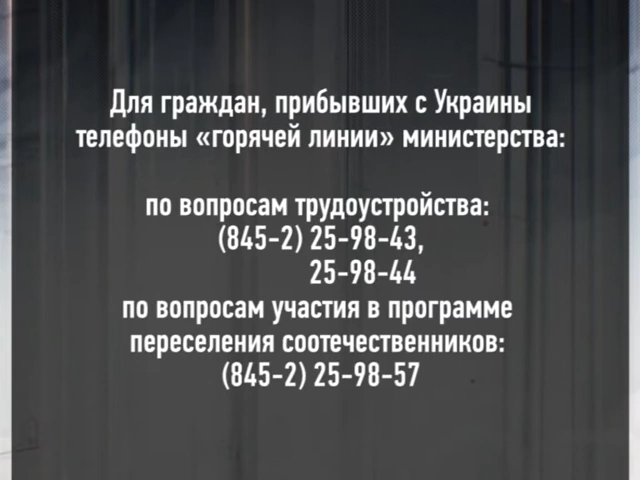 Для граждан, прибывших с Украины
телефоны «горячей линии» министерства:
по вопросам трудоустройства:
(845-2) 25-98-43,
25-98-44
по вопросам участия в программе
переселения соотечественников:
(845-2) 25-98-57